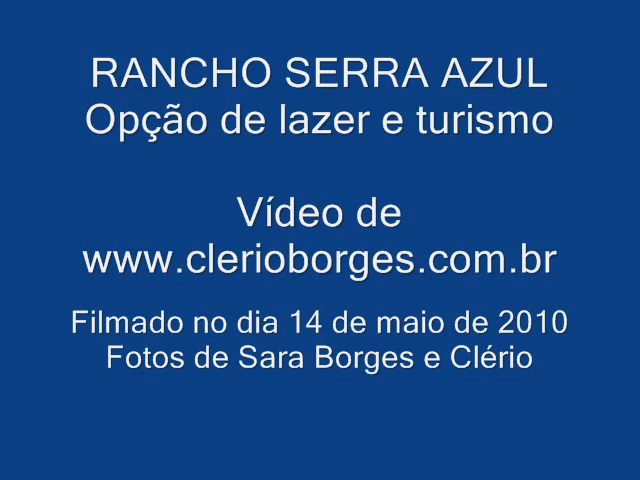 RANCHO SERRA AZUL
Opção de lazer e turismo
Vídeo de
www.clerioborges.com.br
Filmado no dia 14 de maio de 2010
Fotos de Sara Borges e Clério